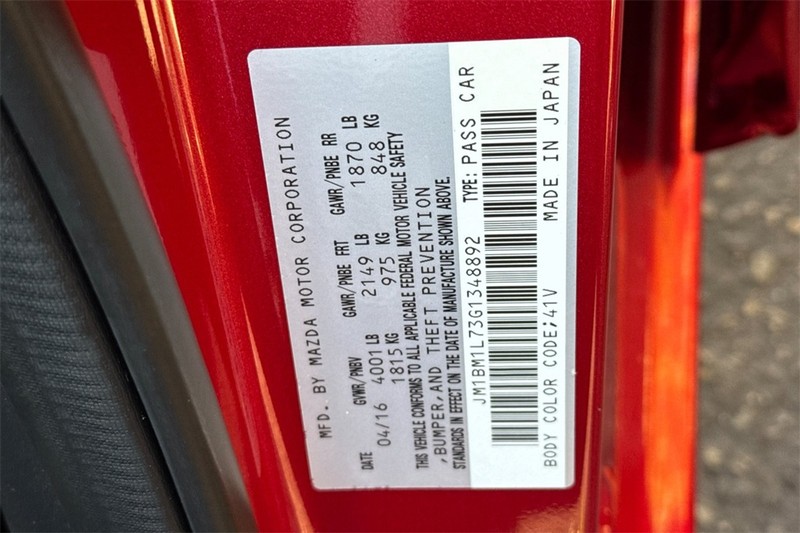 MFD. BY MAZDA MOTOR CORPORATION
DATE GVWR/PNBV GAWR/PNBE FRT GAWR/PNBE RR
04/16 4001 LB 2149 LB 1870 LB
1815 KG 975 KG 848 KG
THIS VEHICLE CONFORMS TO ALL APPLICABLE FEDERAL MOTOR VEHICLE SAFETY
,BUMPER,AND THEFT PREVENTION
STANDARDS IN EFFECT ON THE DATE OF MANUFACTURE SHOWN ABOVE.
JM1BM1L73G1348892 TYPE: PASS CAR
BODY COLOR CODE;41V MADE IN JAPAN